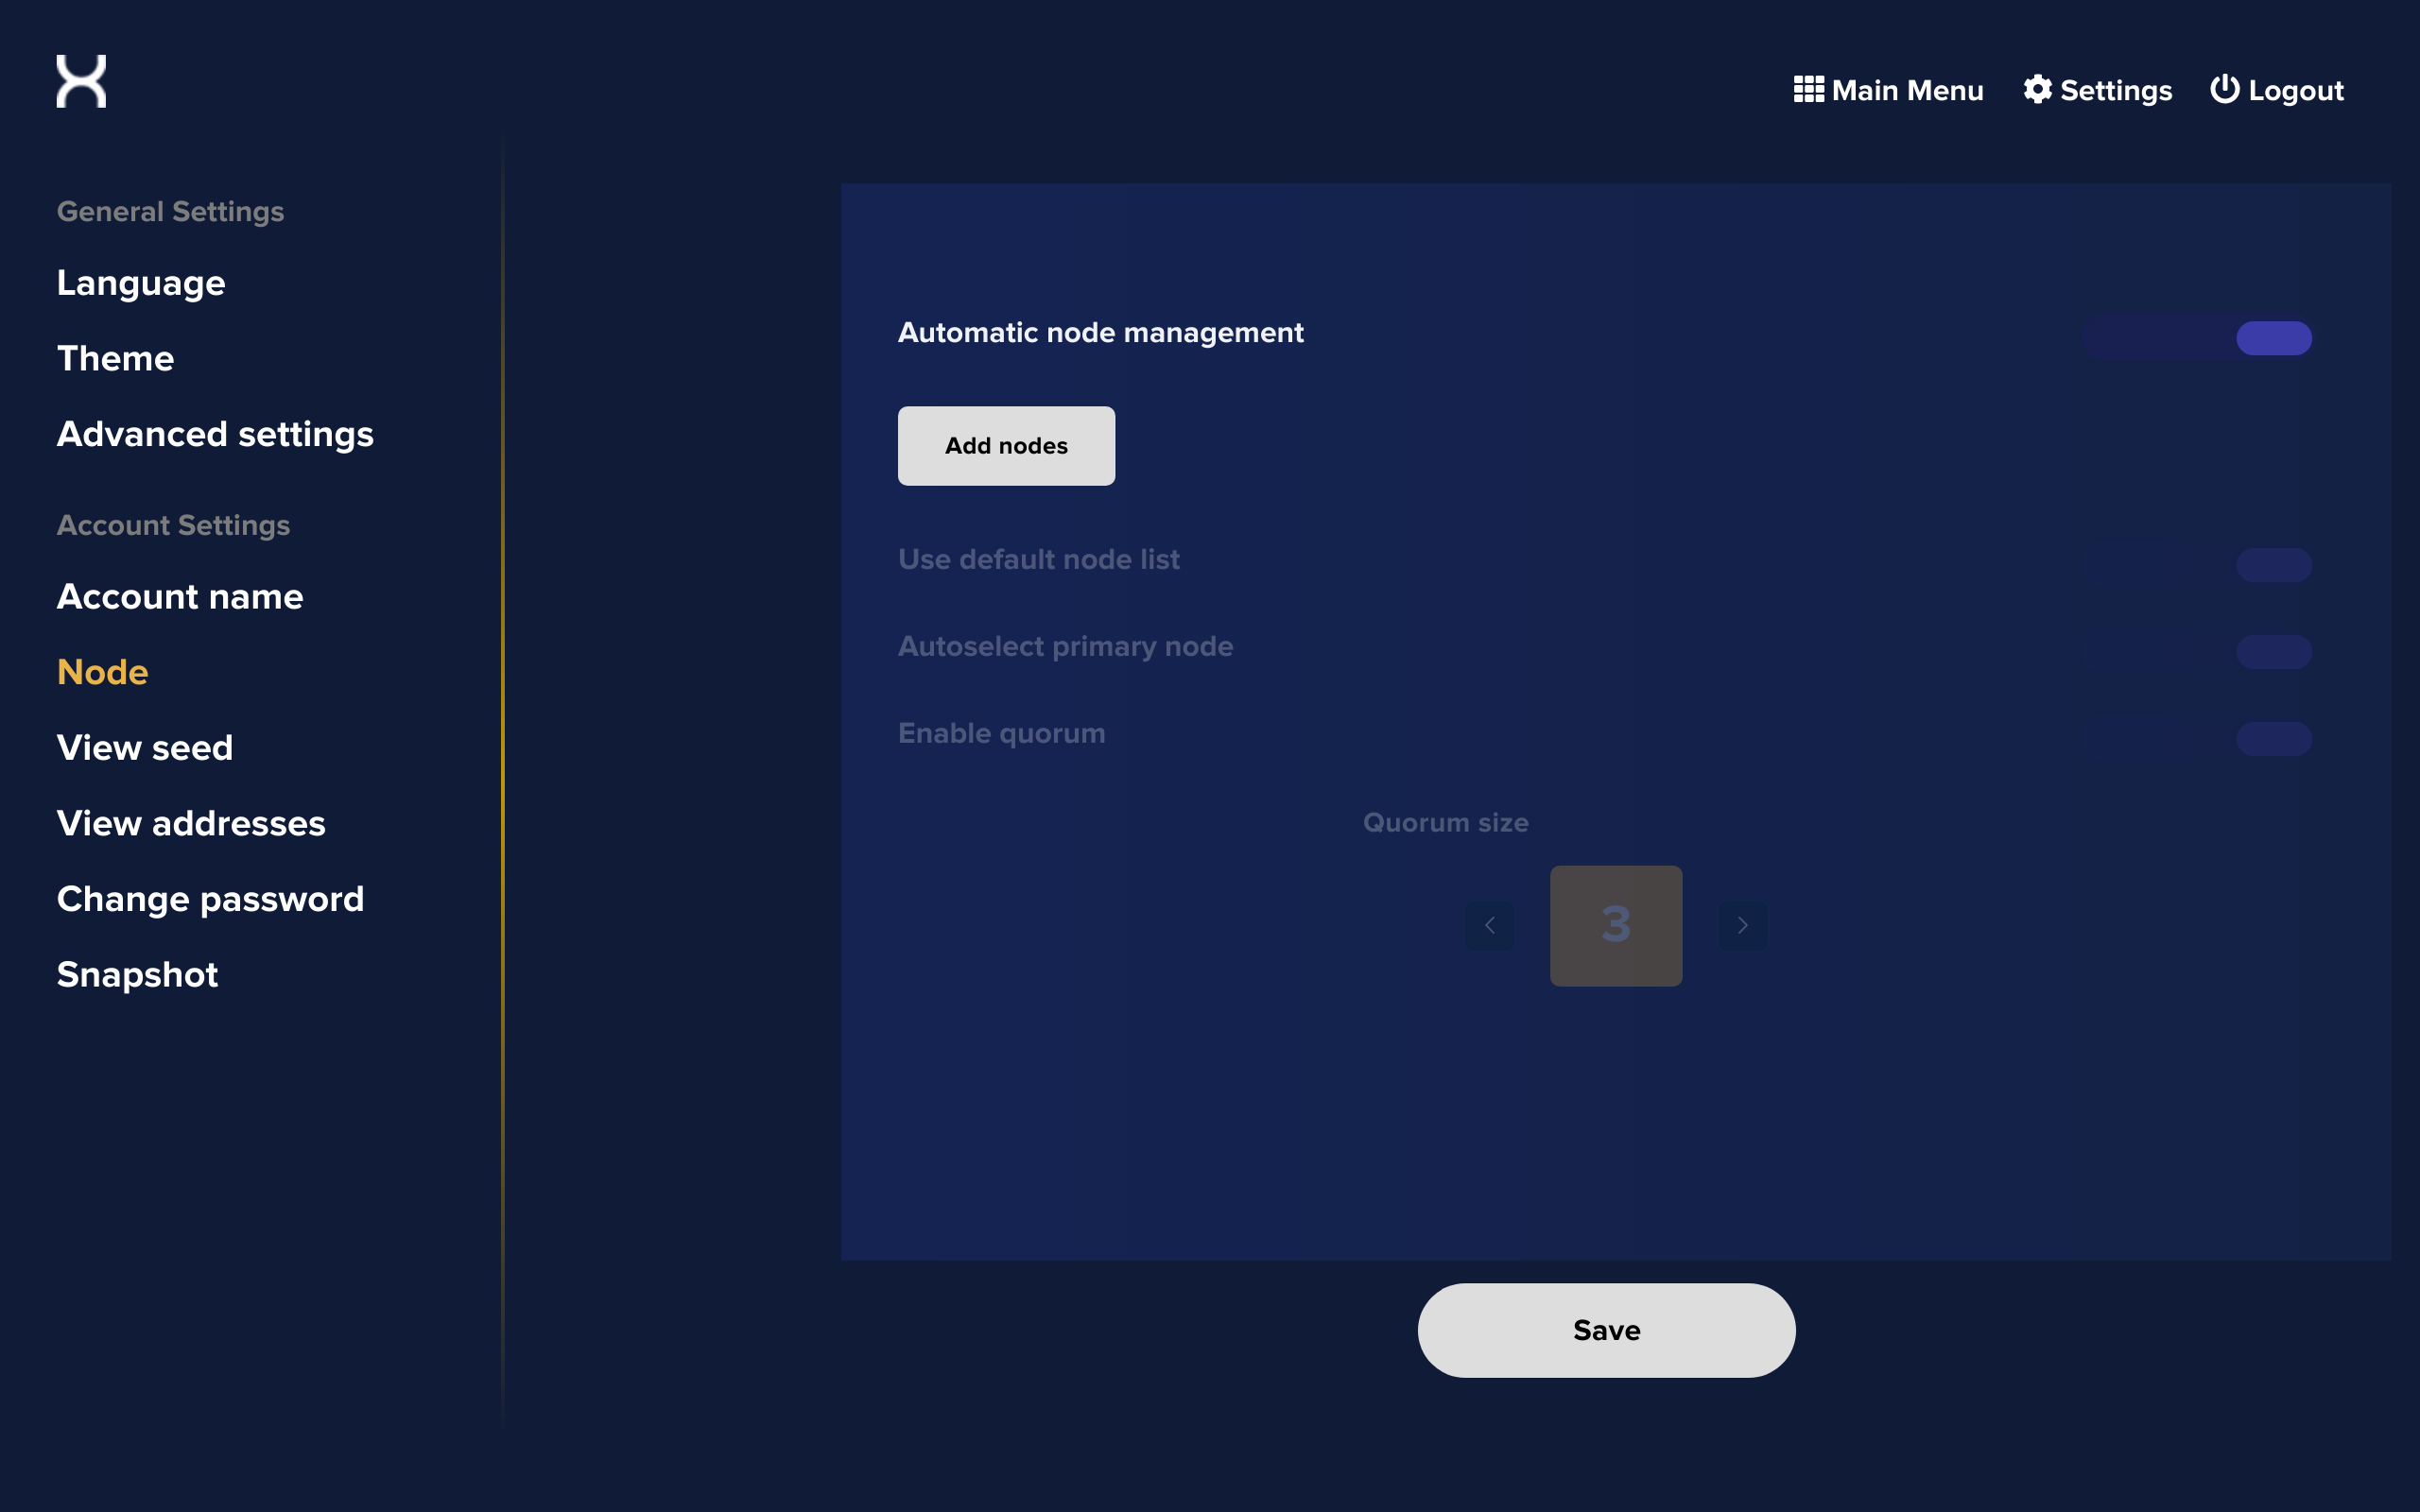 Main Menu
Settings
Logout
General Settings
Language
Theme
Advanced settings
Account Settings
Account name
Node
View seed
View addresses
Change password
Snapshot
Automatic node management
Add nodes
Use default node list
Autoselect primary node
Enable quorum
Quorum size
3
Save